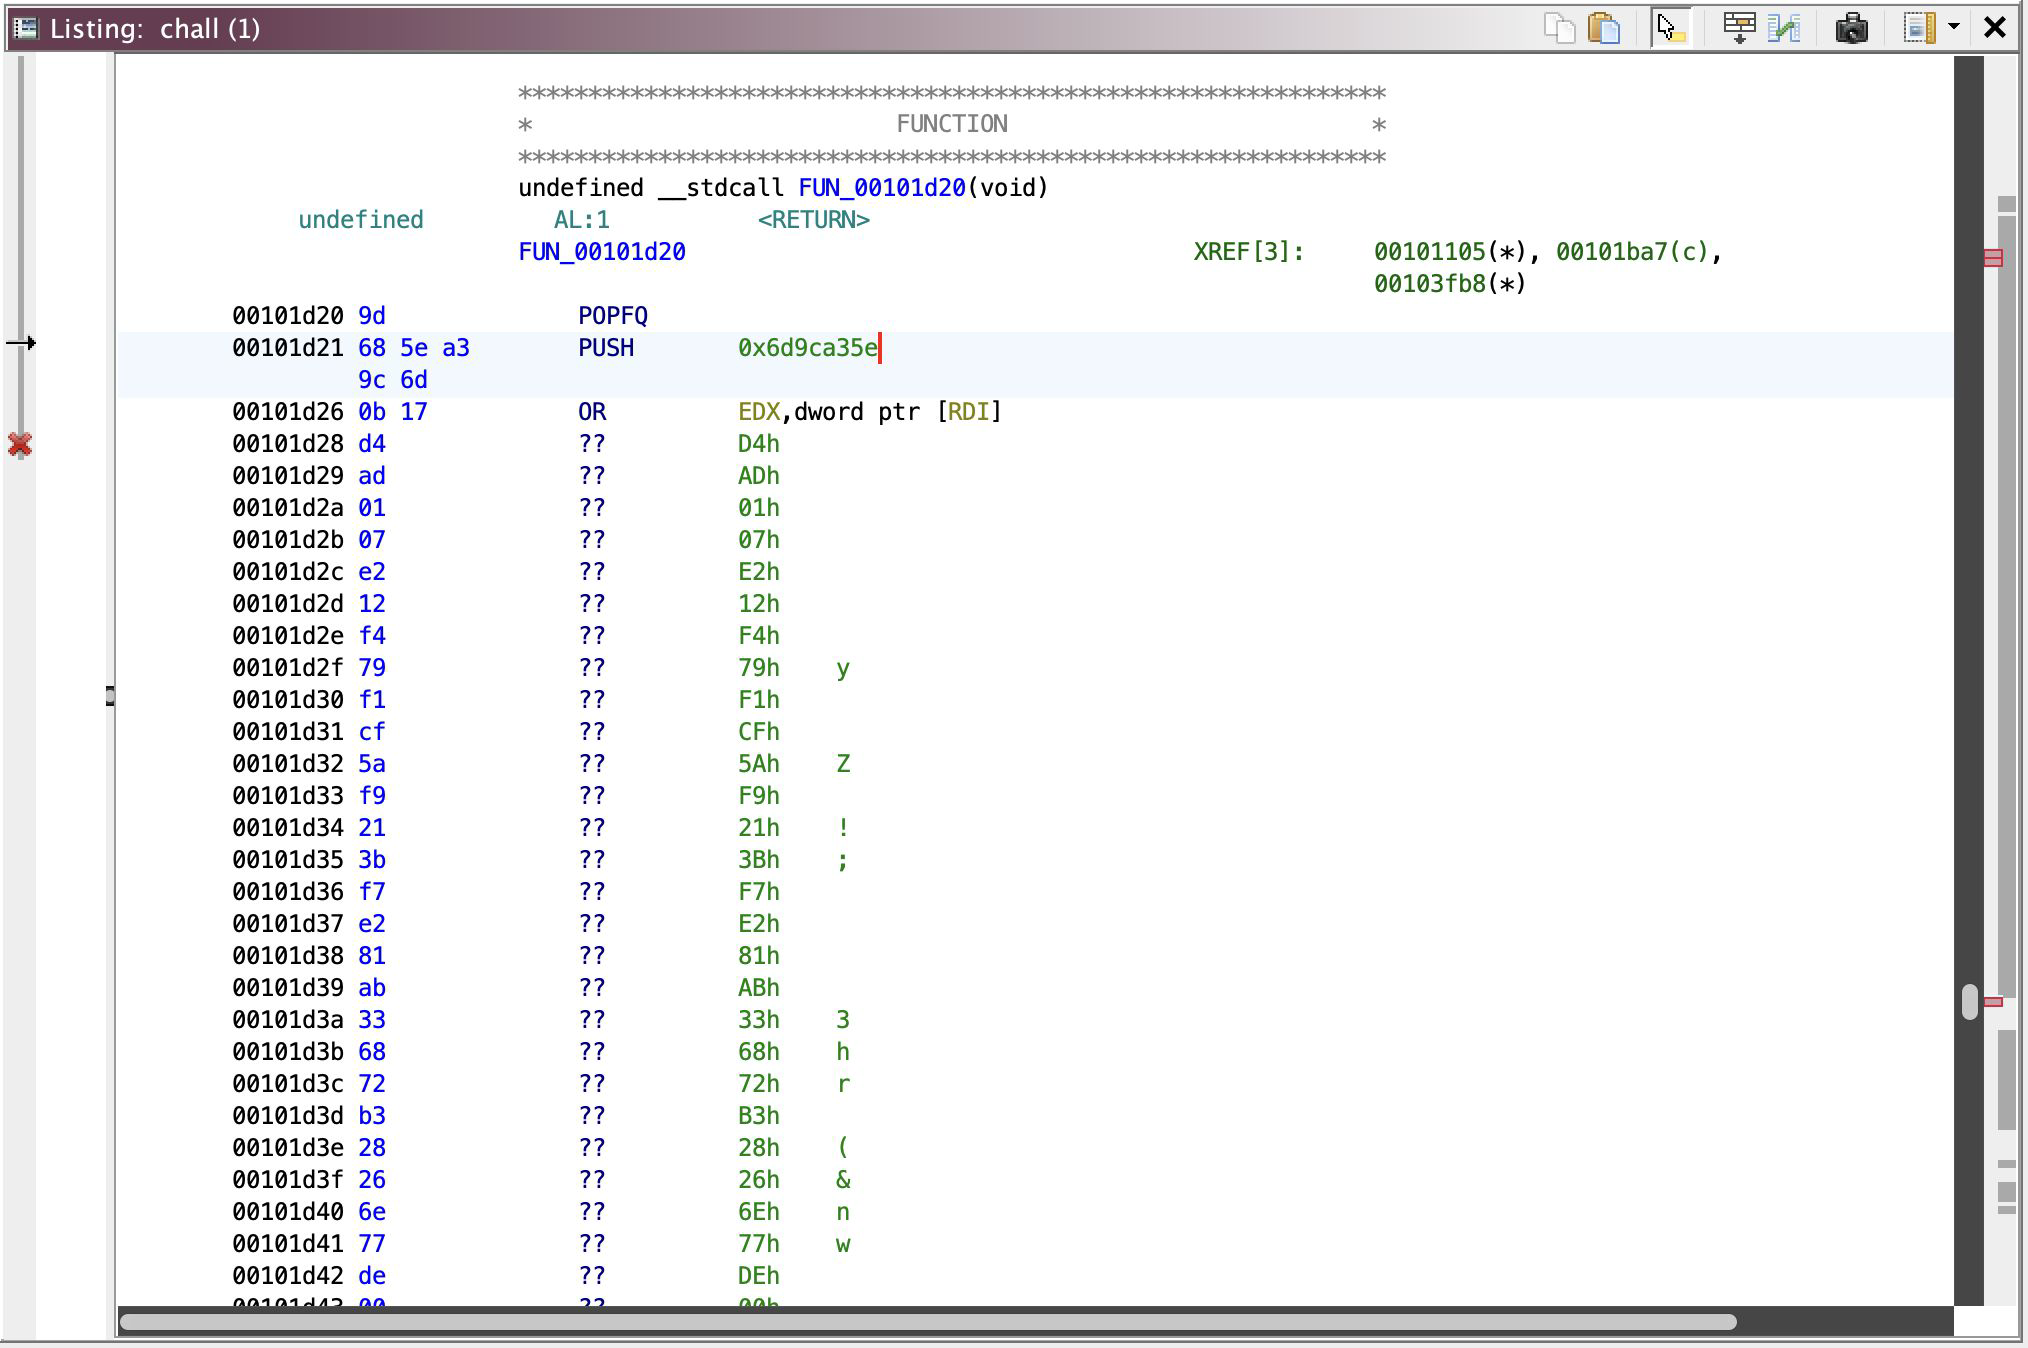 Listing: chall (1)
**************************************************************
* FUNCTION *
**************************************************************
undefined __stdcall FUN_00101d20(void)
undefined AL:1 <RETURN>
FUN_00101d20 XREF[3]: 00101105(*), 00101ba7(c),
00103fb8(*)
00101d20 9d POPFQ
00101d21 68 5e a3 PUSH 0x6d9ca35e
9c 6d
00101d26 0b 17 OR EDX,dword ptr [RDI]
00101d28 d4 ?? D4h
00101d29 ad ?? ADh
00101d2a 01 ?? 01h
00101d2b 07 ?? 07h
00101d2c e2 ?? E2h
00101d2d 12 ?? 12h
00101d2e f4 ?? F4h
00101d2f 79 ?? 79h y
00101d30 f1 ?? F1h
00101d31 cf ?? CFh
00101d32 5a ?? 5Ah Z
00101d33 f9 ?? F9h
00101d34 21 ?? 21h !
00101d35 3b ?? 3Bh ;
00101d36 f7 ?? F7h
00101d37 e2 ?? E2h
00101d38 81 ?? 81h
00101d39 ab ?? ABh
00101d3a 33 ?? 33h 3
00101d3b 68 ?? 68h h
00101d3c 72 ?? 72h r
00101d3d b3 ?? B3h
00101d3e 28 ?? 28h (
00101d3f 26 ?? 26h &
00101d40 6e ?? 6Eh n
00101d41 77 ?? 77h w
00101d42 de ?? DEh